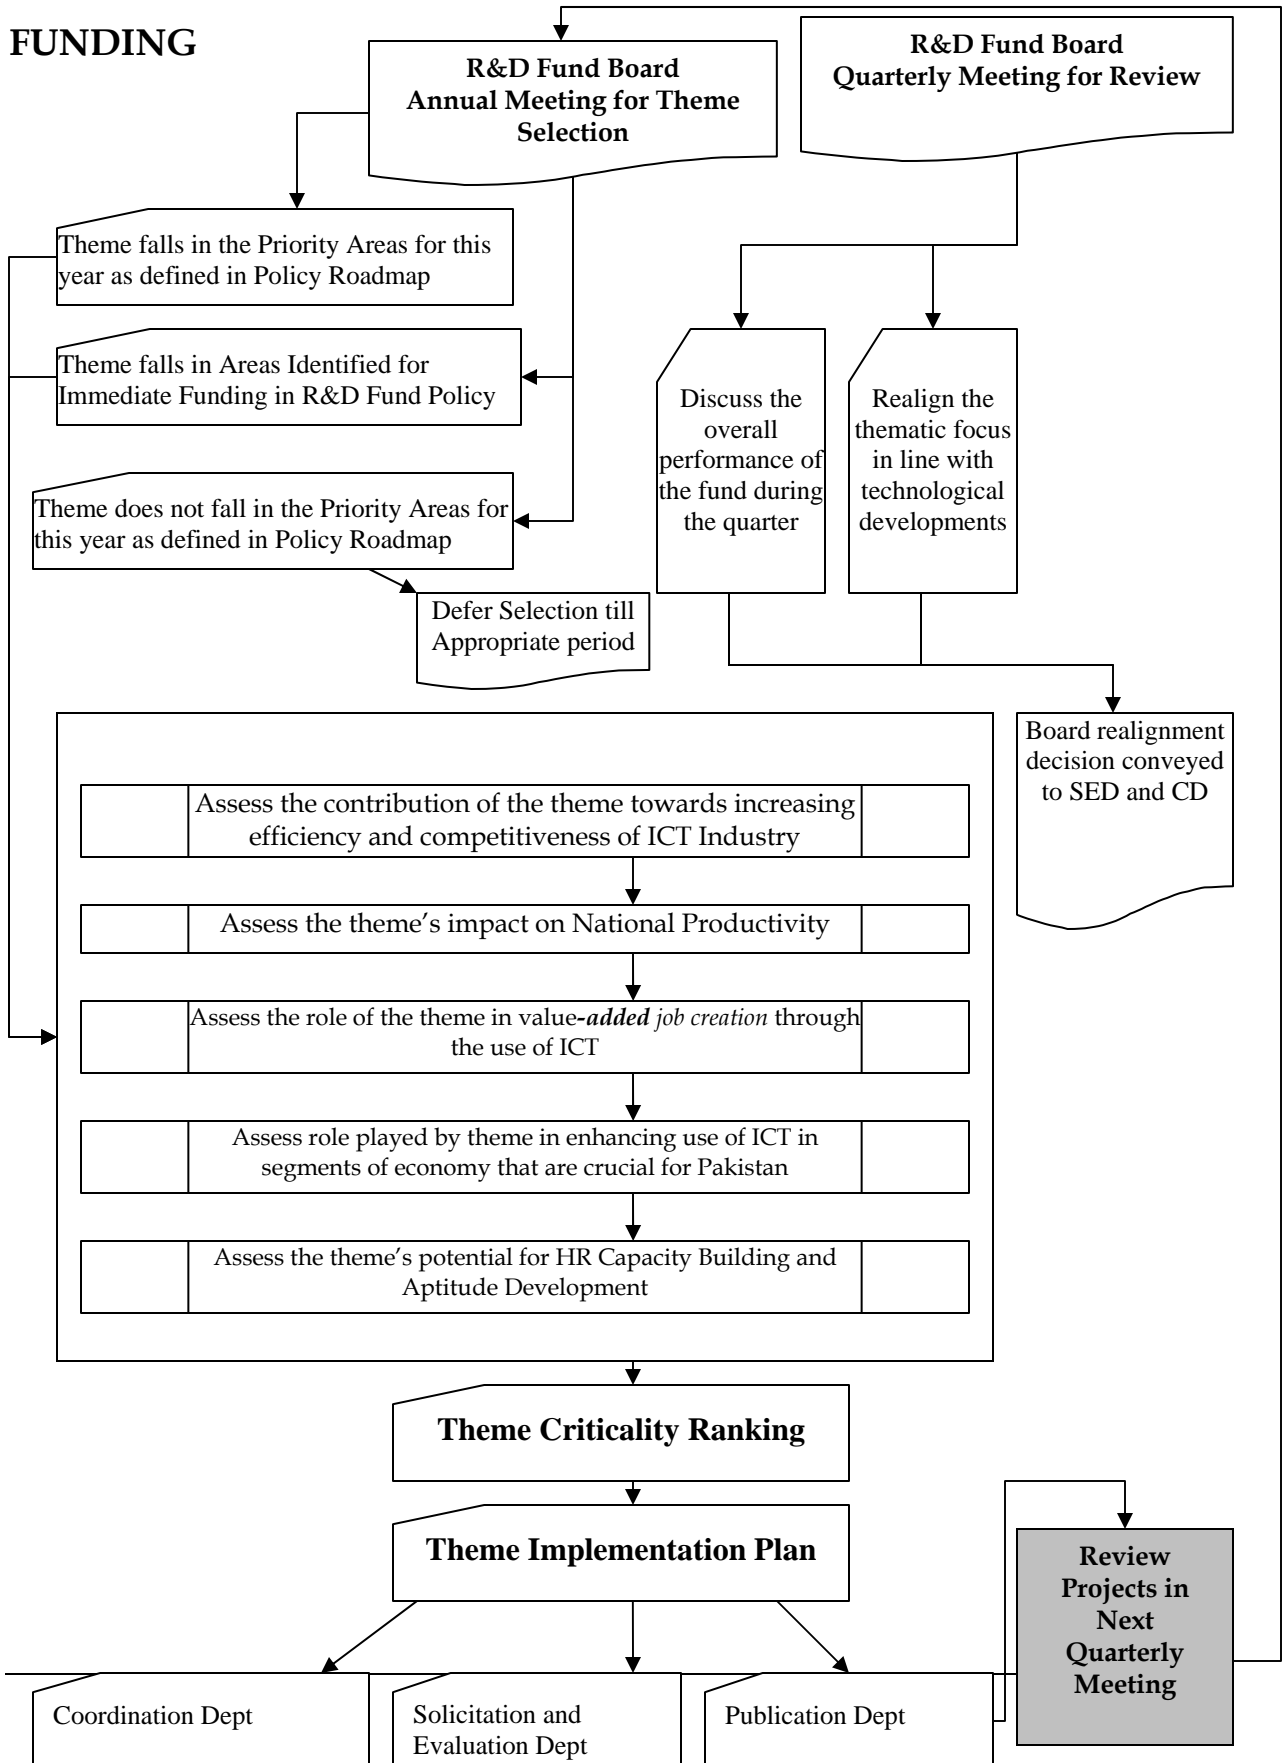 FUNDING
R&D Fund Board
Annual Meeting for Theme
Selection
R&D Fund Board
Quarterly Meeting for Review
Theme falls in the Priority Areas for this
year as defined in Policy Roadmap
Theme falls in Areas Identified for
Immediate Funding in R&D Fund Policy
Theme does not fall in the Priority Areas for
this year as defined in Policy Roadmap
Defer Selection till
Appropriate period
Discuss the
overall
performance of
the fund during
the quarter
Realign the
thematic focus
in line with
technological
developments
Board realignment
decision conveyed
to SED and CD
Assess the contribution of the theme towards increasing
efficiency and competitiveness of ICT Industry
Assess the theme’s impact on National Productivity
Assess the role of the theme in value-added job creation through
the use of ICT
Assess role played by theme in enhancing use of ICT in
segments of economy that are crucial for Pakistan
Assess the theme’s potential for HR Capacity Building and
Aptitude Development
Theme Criticality Ranking
Theme Implementation Plan
Review
Projects in
Next
Quarterly
Meeting
Coordination Dept
Solicitation and
Evaluation Dept
Publication Dept